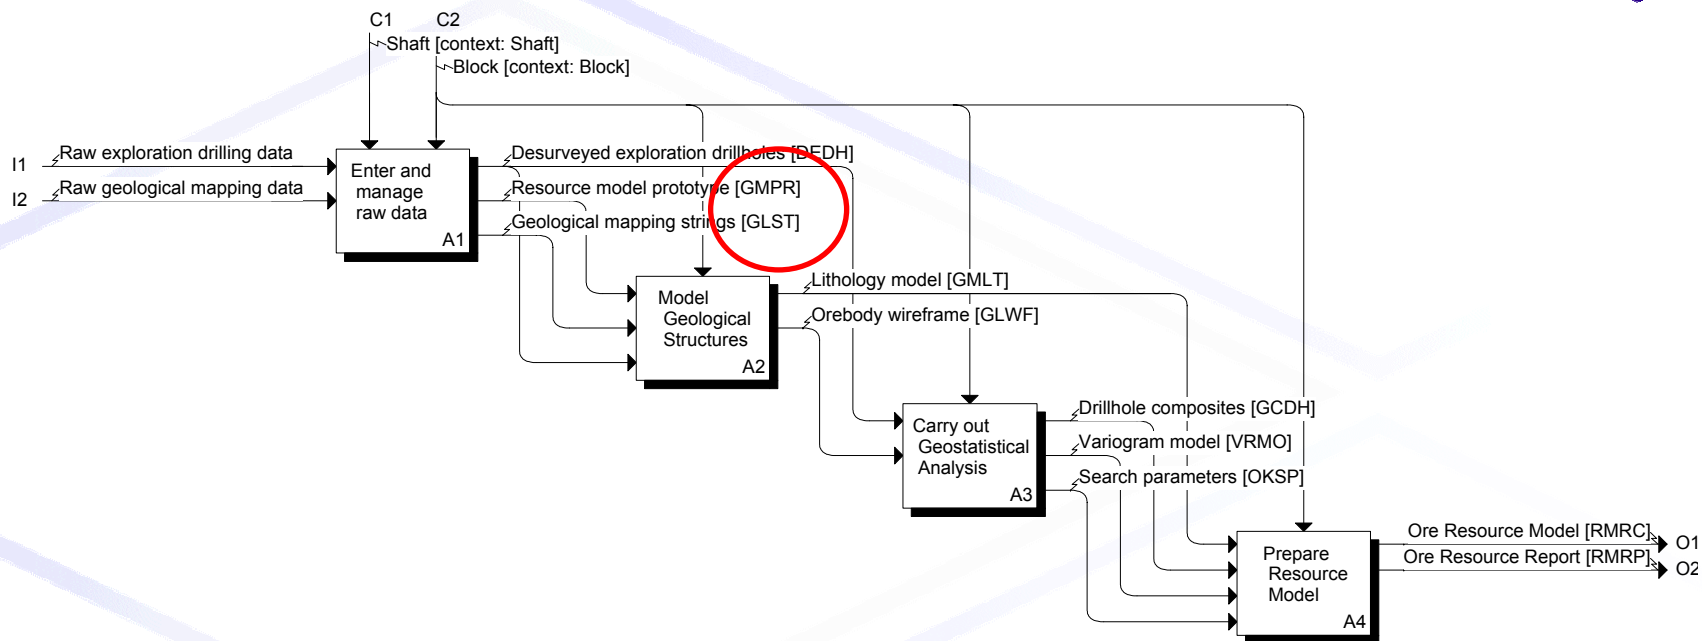 C1 C2
Shaft [context: Shaft]
Block [context: Block]
I1 Raw exploration drilling data
I2 Raw geological mapping data
Enter and
manage
raw data
A1
Desurveyed exploration drillholes [DEDH]
Resource model prototype [GMPR]
Geological mapping strings [GLST]
Model
Geological
Structures
A2
Lithology model [GMLT]
Orebody wireframe [GLWF]
Carry out
Geostatistical
Analysis
A3
Drillhole composites [GCDH]
Variogram model [VRMO]
Search parameters [OKSP]
Prepare
Resource
Model
A4
Ore Resource Model [RMRC] O1
Ore Resource Report [RMRP] O2